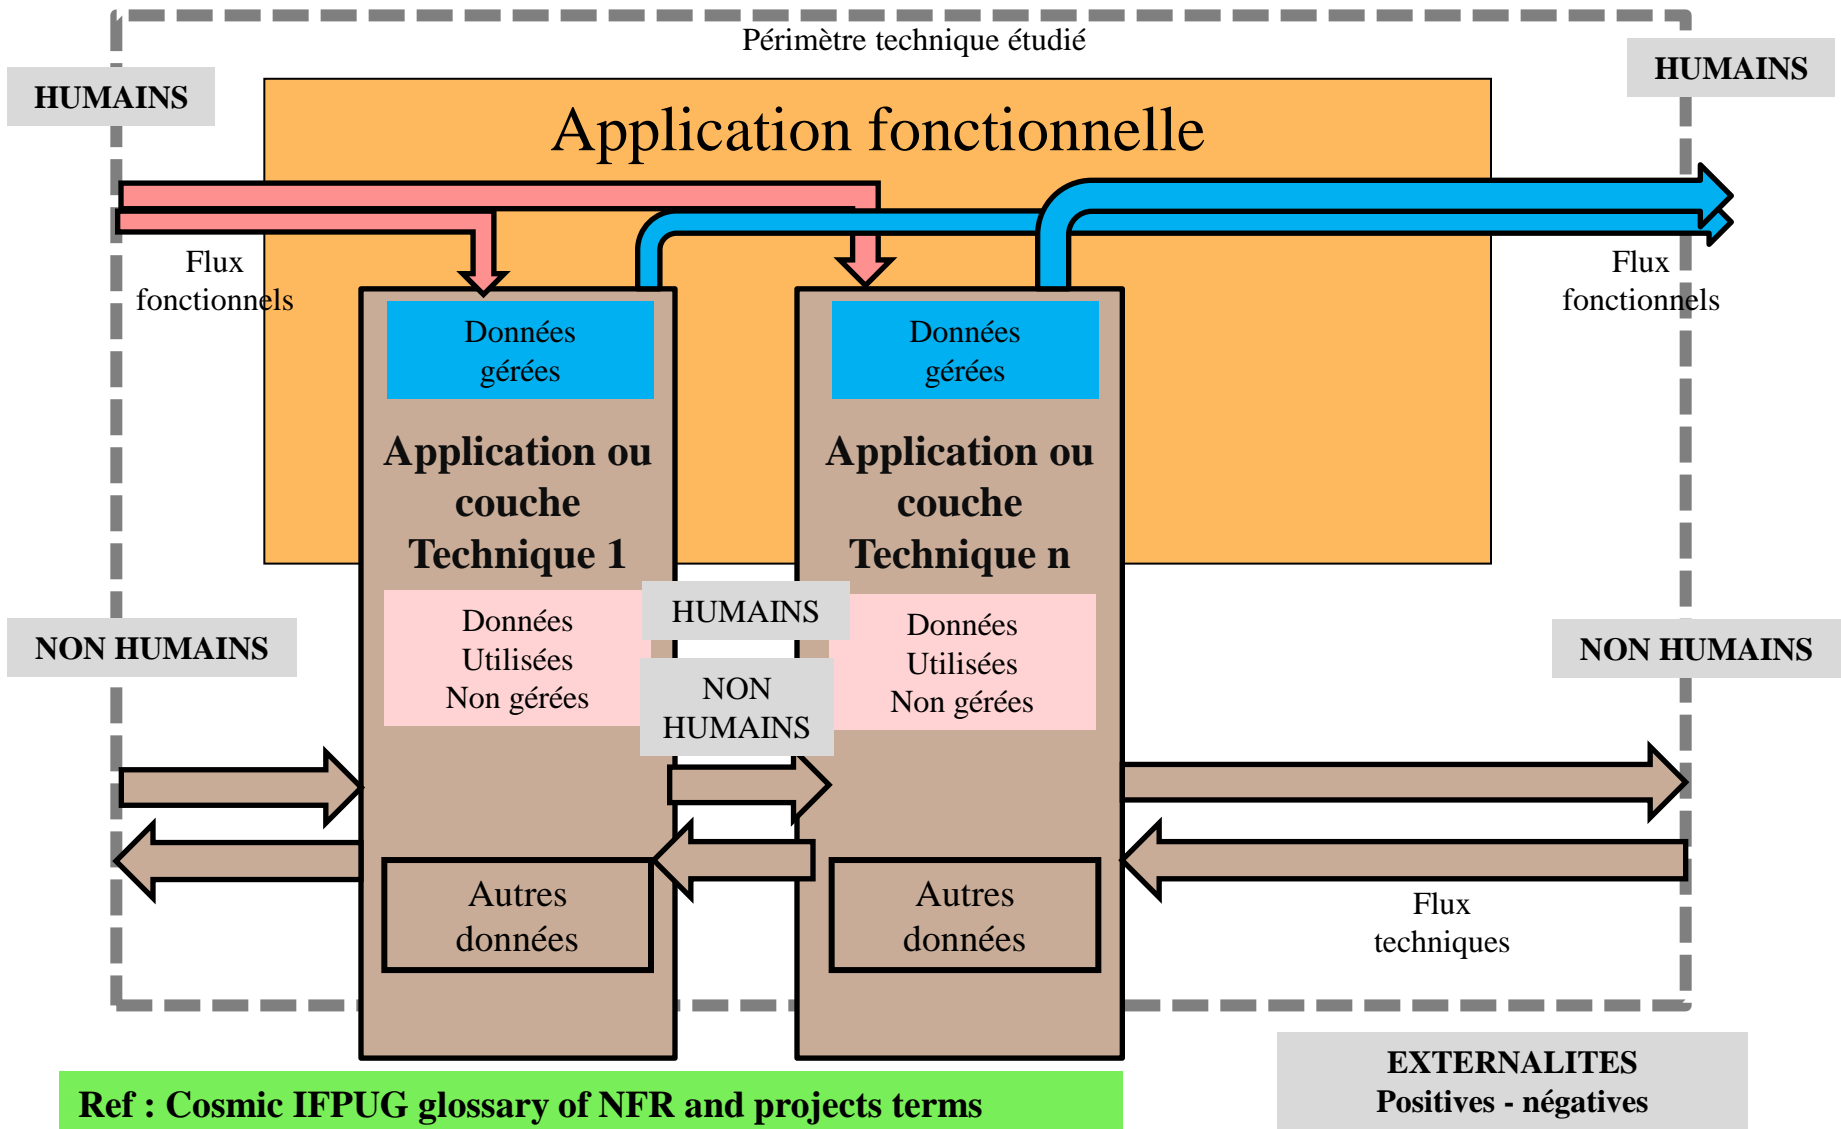 Périmètre technique étudié
HUMAINS
HUMAINS
Application fonctionnelle
Flux
fonctionnels
Flux
fonctionnels
Données
gérées
Données
gérées
Application ou
couche
Technique 1
Application ou
couche
Technique n
Données
Utilisées
Non gérées
HUMAINS
NON
HUMAINS
Données
Utilisées
Non gérées
NON HUMAINS
NON HUMAINS
Autres
données
Autres
données
Flux
techniques
EXTERNALITES
Positives - négatives
Ref : Cosmic IFPUG glossary of NFR and projects terms